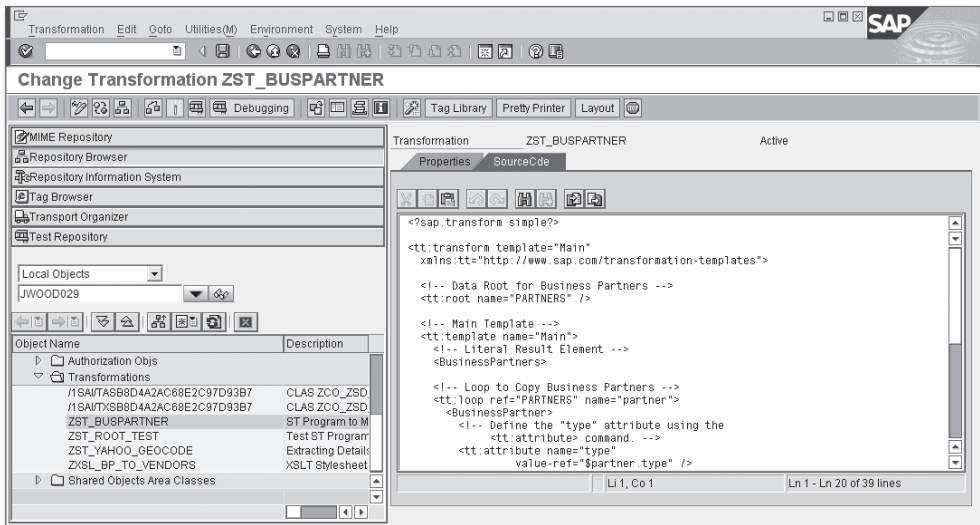 Transformation Edit Goto Utilities(M) Environment System Help
SAP
Change Transformation ZST_BUSPARTNER
Debugging Tag Library Pretty Printer Layout
MIME Repository
Repository Browser
Repository Information System
Tag Browser
Transport Organizer
Test Repository
Local Objects
JWOOD029
Object Name Description
Authorization Objs
Transformations
/1SAI/TASB8D4A2AC68E2C97D93B7 CLAS ZCO_ZSD
/1SAI/TXSB8D4A2AC68E2C97D93B7 CLAS ZCO_ZSD
ZST_BUSPARTNER ST Program to M
ZST_ROOT_TEST Test ST Program
ZST_YAHOO_GEOCODE Extracting Details
ZXSL_BP_TO_VENDORS XSLT Stylesheet
Shared Objects Area Classes
Transformation ZST_BUSPARTNER Active
Properties SourceCde
<?sap.transform simple?>
<tt:transform template="Main"
xmlns:tt="http://www.sap.com/transformation-templates">
<!-- Data Root for Business Partners -->
<tt:root name="PARTNERS" />
<!-- Main Template -->
<tt:template name="Main">
<!-- Literal Result Element -->
<BusinessPartners>
<!-- Loop to Copy Business Partners -->
<tt:loop ref="PARTNERS" name="partner">
<BusinessPartner>
<!-- Define the "type" attribute using the
<tt:attribute> command. -->
<tt:attribute name="type"
value-ref="$partner.type" />
Li 1, Co 1 Ln 1 - Ln 20 of 39 lines